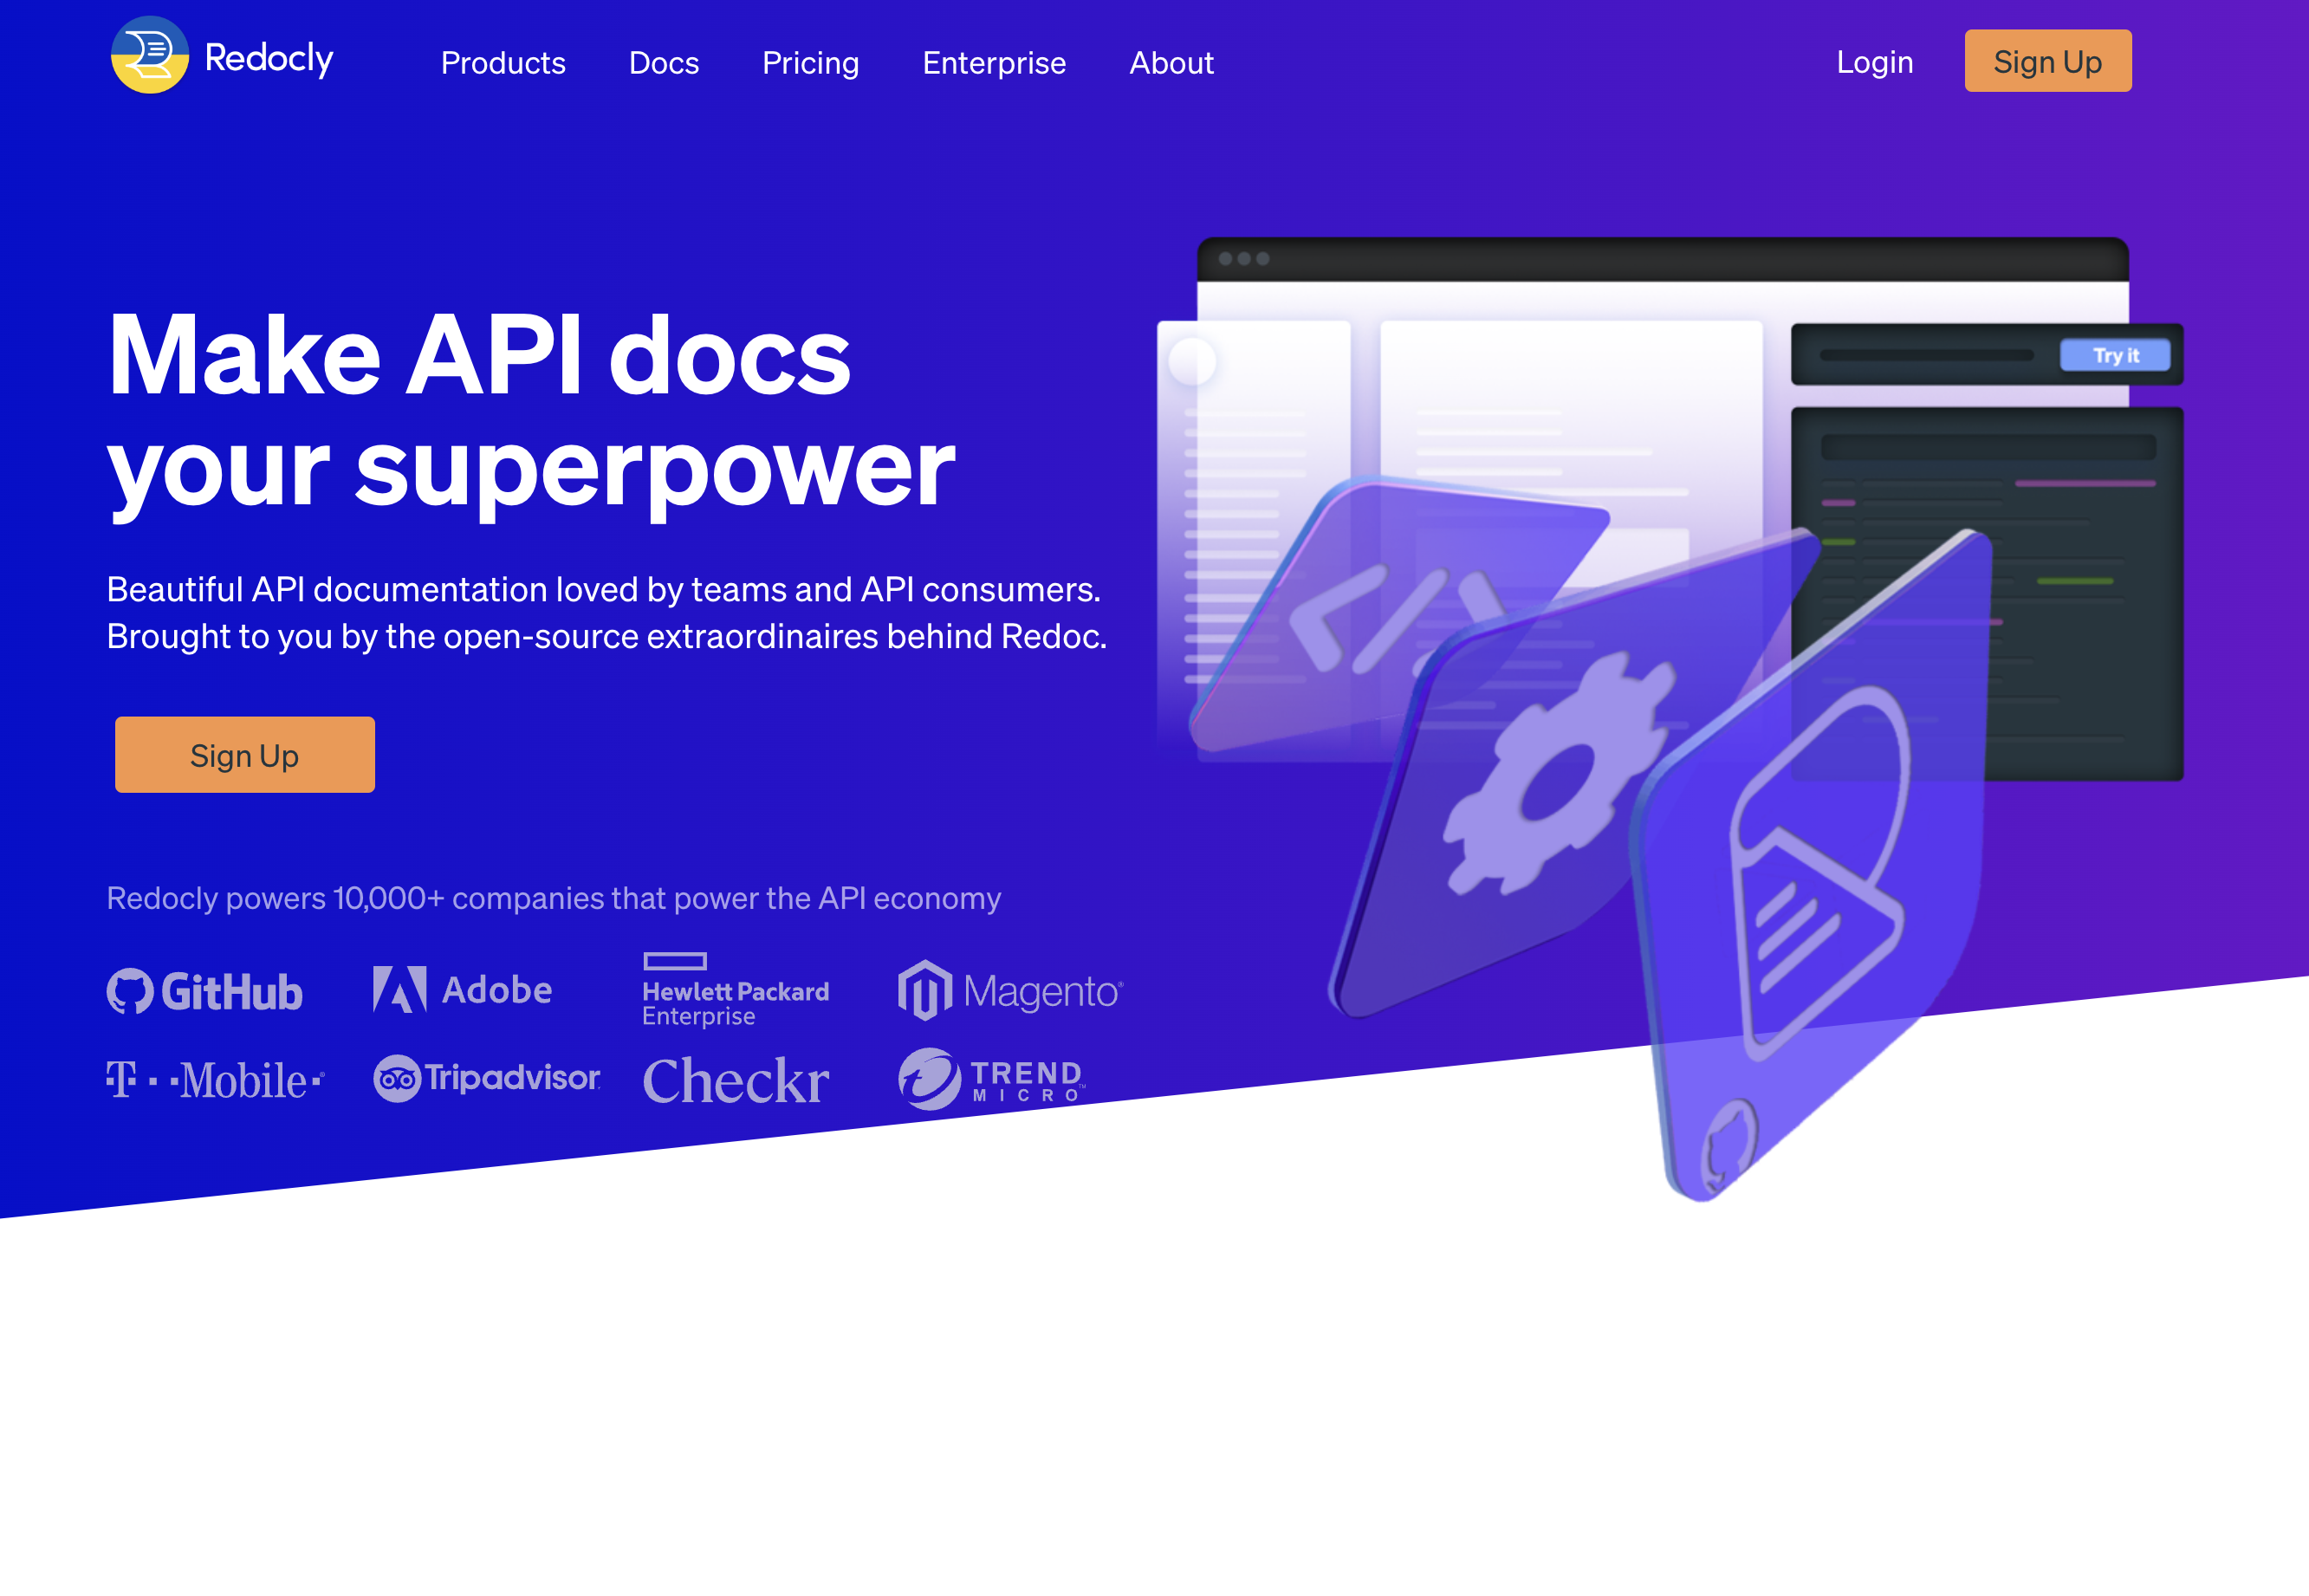 Redocly
Products
Docs
Pricing
Enterprise
About
Login
Sign Up
Make API docs
your superpower
Beautiful API documentation loved by teams and API consumers.
Brought to you by the open-source extraordinaires behind Redoc.
Sign Up
Try it
Redocly powers 10,000+ companies that power the API economy
GitHub
Adobe
Hewlett Packard
Enterprise
Magento®
T··Mobile·®
Tripadvisor
Checkr
TREND
MICRO™